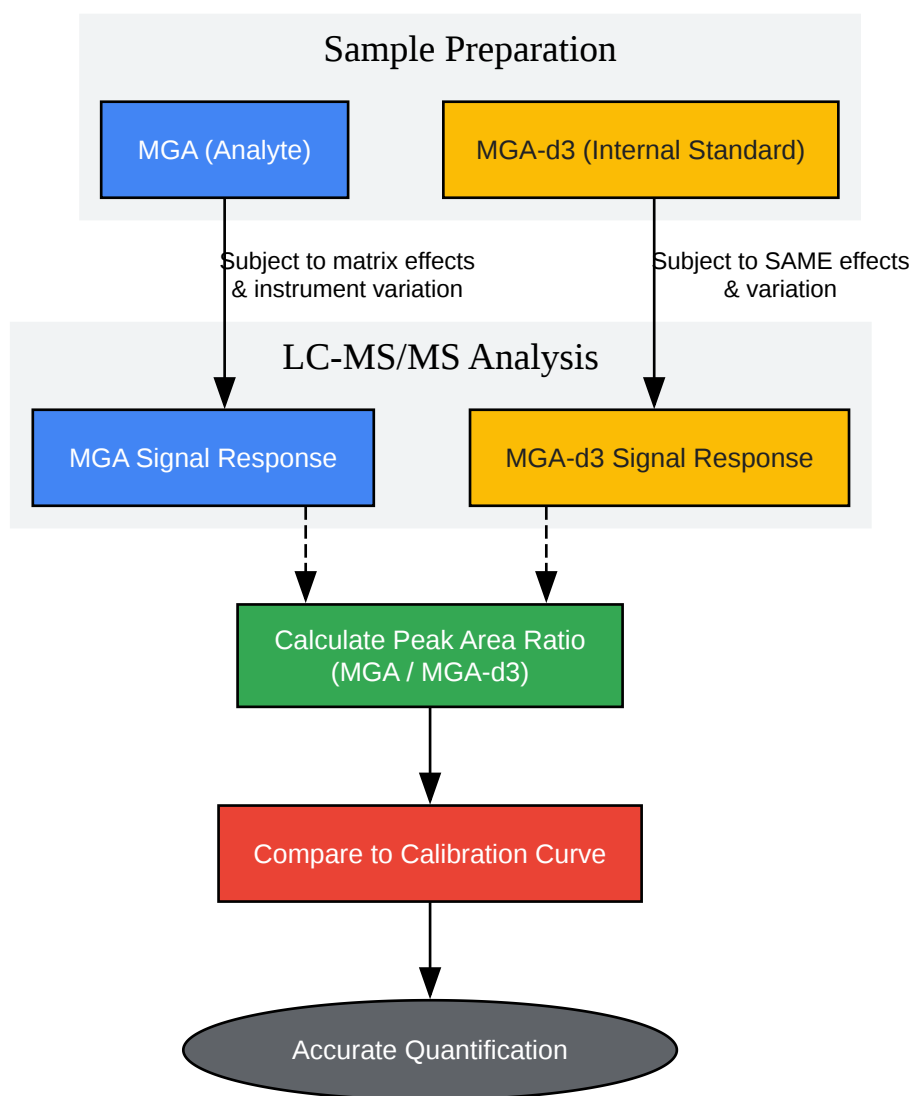 Sample Preparation
MGA (Analyte)
MGA-d3 (Internal Standard)
Subject to matrix effects
& instrument variation
Subject to SAME effects
& variation
LC-MS/MS Analysis
MGA Signal Response
MGA-d3 Signal Response
Calculate Peak Area Ratio
(MGA / MGA-d3)
Compare to Calibration Curve
Accurate Quantification